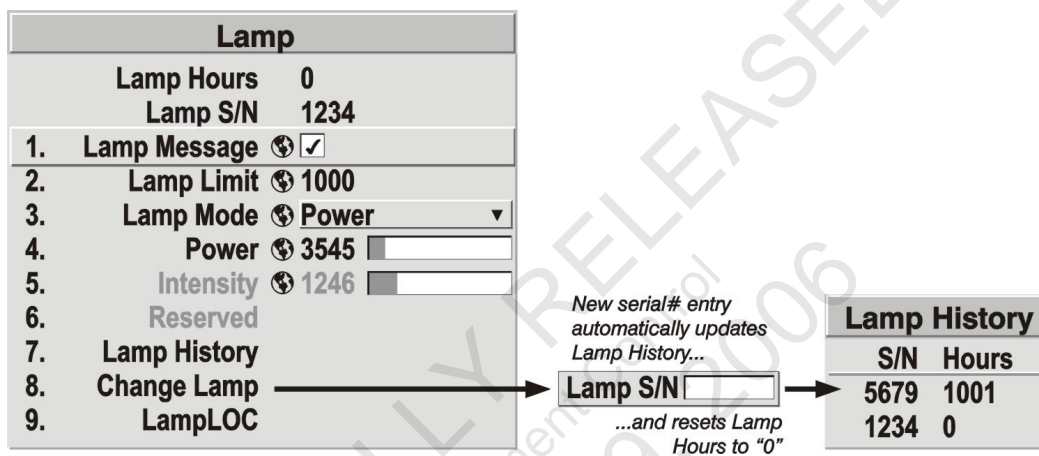 Lamp
Lamp Hours 0
Lamp S/N 1234
1. Lamp Message ✓
2. Lamp Limit 1000
3. Lamp Mode Power ▼
4. Power 3545
5. Intensity 1246
6. Reserved
7. Lamp History
8. Change Lamp
9. LampLOC
New serial# entry
automatically updates
Lamp History...
Lamp S/N
...and resets Lamp
Hours to “0”
Lamp History
S/N Hours
5679 1001
1234 0